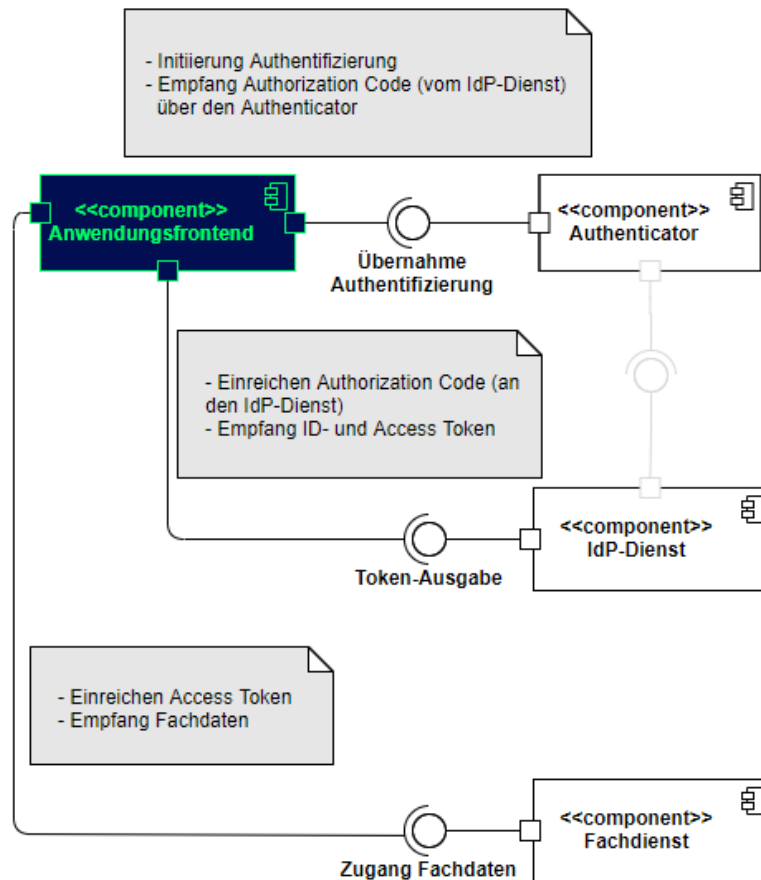 - Initiierung Authentifizierung
- Empfang Authorization Code (vom IdP-Dienst)
über den Authenticator
<<component>>
Anwendungsfrontend
<<component>>
Authenticator
Übernahme
Authentifizierung
- Einreichen Authorization Code (an
den IdP-Dienst)
- Empfang ID- und Access Token
<<component>>
IdP-Dienst
Token-Ausgabe
- Einreichen Access Token
- Empfang Fachdaten
<<component>>
Fachdienst
Zugang Fachdaten